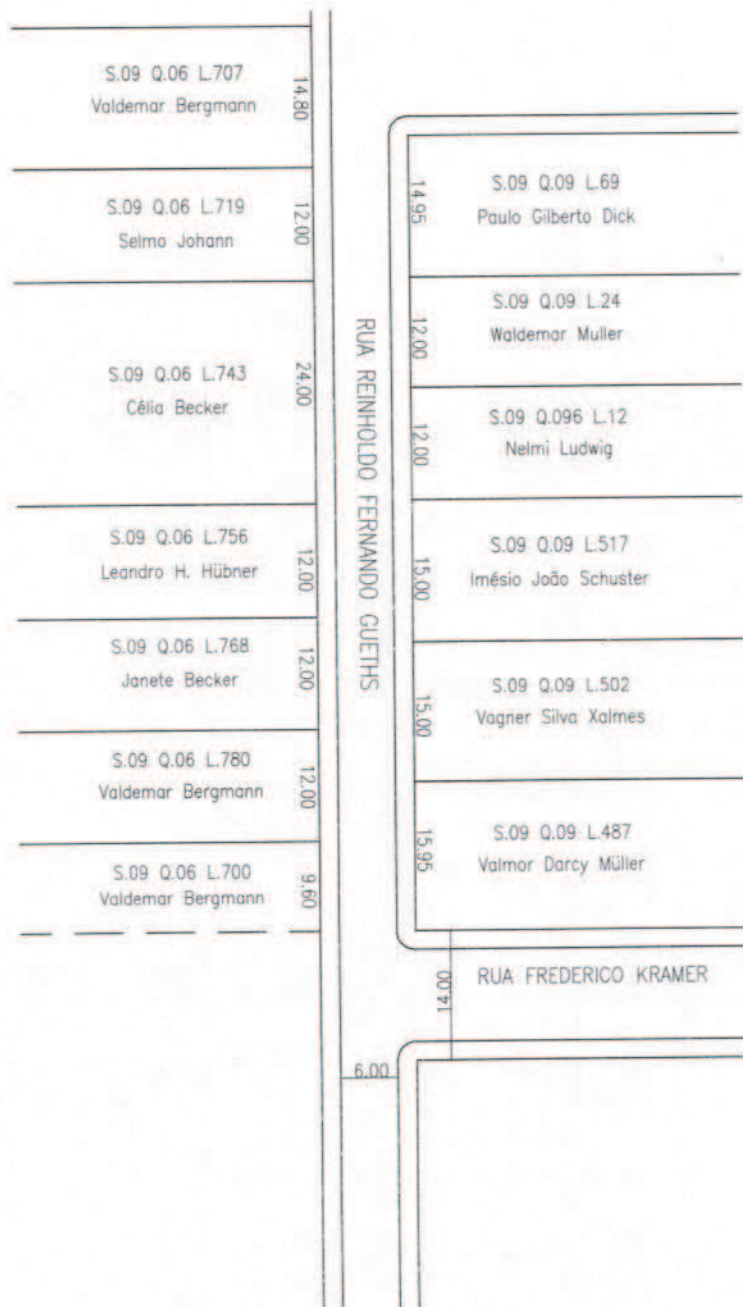 S.09 Q.06 L.707
Valdemar Bergmann
14.80
S.09 Q.06 L.719
Selmo Johann
12.00
S.09 Q.06 L.743
Célia Becker
24.00
S.09 Q.06 L.756
Leandro H. Hübner
12.00
S.09 Q.06 L.768
Janete Becker
12.00
S.09 Q.06 L.780
Valdemar Bergmann
12.00
S.09 Q.06 L.700
Valdemar Bergmann
9.60
RUA REINHOLDO FERNANDO GUETHS
6.00
S.09 Q.09 L.69
Paulo Gilberto Dick
14.95
S.09 Q.09 L.24
Waldemar Muller
12.00
S.09 Q.096 L.12
Nelmi Ludwig
12.00
S.09 Q.09 L.517
Imésio João Schuster
15.00
S.09 Q.09 L.502
Vagner Silva Xalmes
15.00
S.09 Q.09 L.487
Valmor Darcy Müller
15.95
RUA FREDERICO KRAMER
14.00